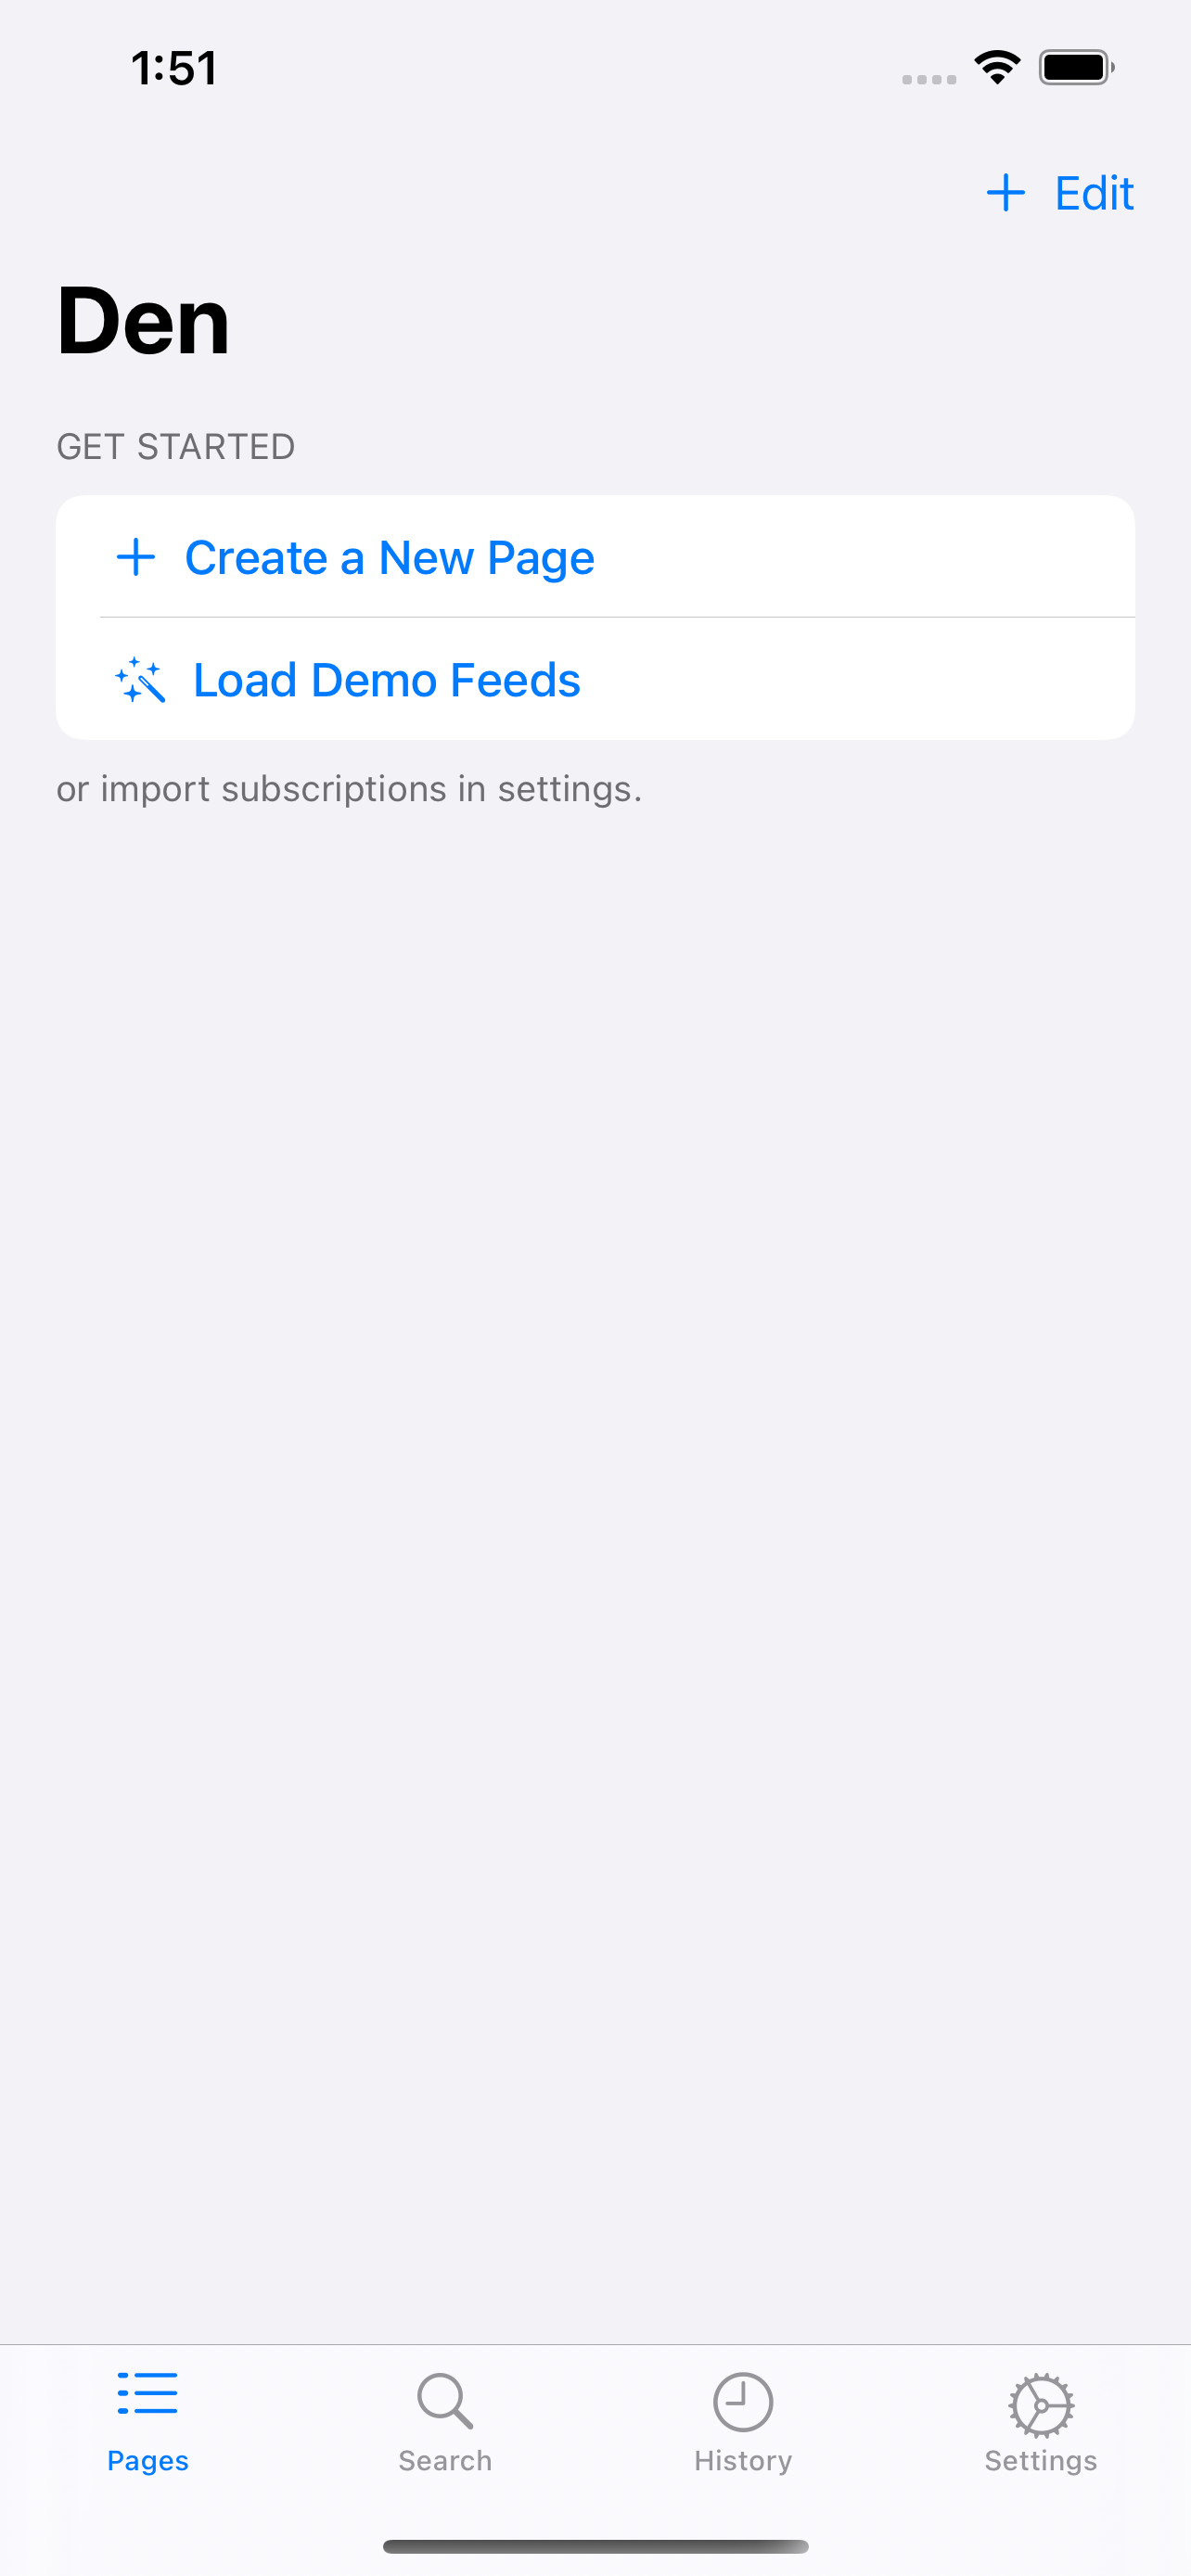 1:51
Edit
Den
GET STARTED
Create a New Page
Load Demo Feeds
or import subscriptions in settings.
Pages
Search
History
Settings